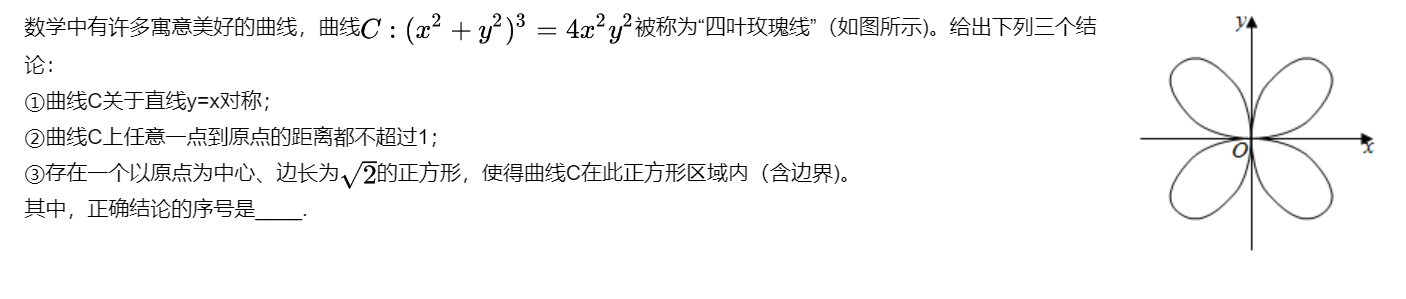 数学中有许多寓意美好的曲线，曲线C : (x² + y²)³ = 4x²y²被称为“四叶玫瑰线”（如图所示)。给出下列三个结
论：
①曲线C关于直线y=x对称；
②曲线C上任意一点到原点的距离都不超过1；
③存在一个以原点为中心、边长为√2的正方形，使得曲线C在此正方形区域内（含边界)。
其中，正确结论的序号是____.
y
O
x